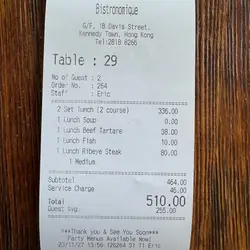 Bistronomique
G/F, 1B Davis Street,
Kennedy Town, Hong Kong
Tel:2818 8266
Table : 29
No of Guest : 2
Order No. : 264
Staff : Eric
2 Set lunch (2 course) 336.00
1 Lunch Soup 0.00
1 Lunch Beef Tartare 38.00
1 Lunch Fish 10.00
1 Lunch Ribeye Steak 80.00
1 Medium
Subtotal 464.00
Service Charge 46.00
Total 510.00
Guest Avg. 255.00
***Thank you & See You Soon***
Party Menus Available Now!